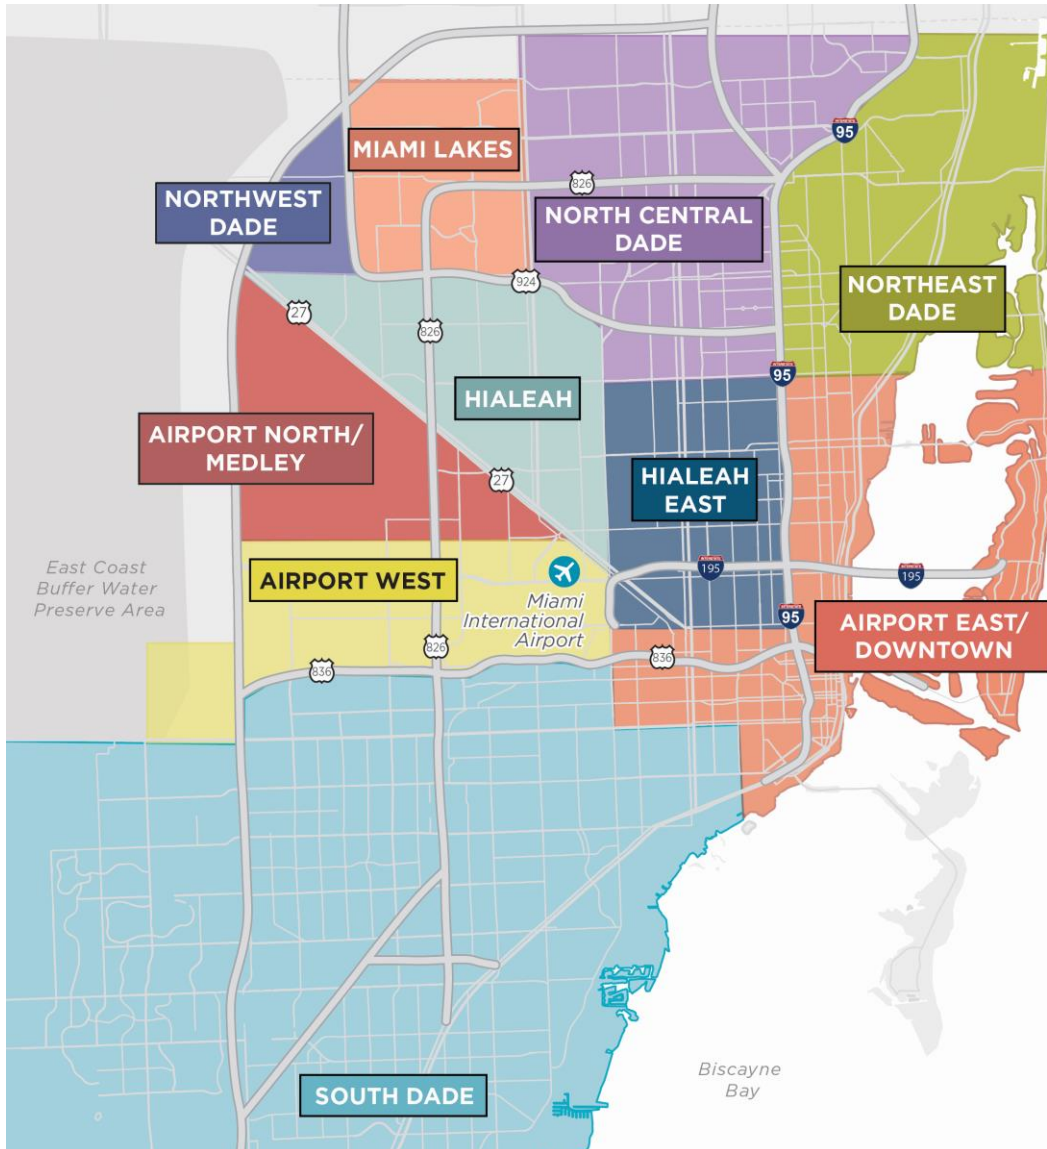 95
MIAMI LAKES
826
NORTHWEST
DADE
NORTH CENTRAL
DADE
NORTHEAST
DADE
924
27
826
95
HIALEAH
AIRPORT NORTH/
MEDLEY
27
HIALEAH
EAST
East Coast
Buffer Water
Preserve Area
AIRPORT WEST
195
195
Miami
International
Airport
95
AIRPORT EAST/
DOWNTOWN
826
836
836
Biscayne
Bay
SOUTH DADE